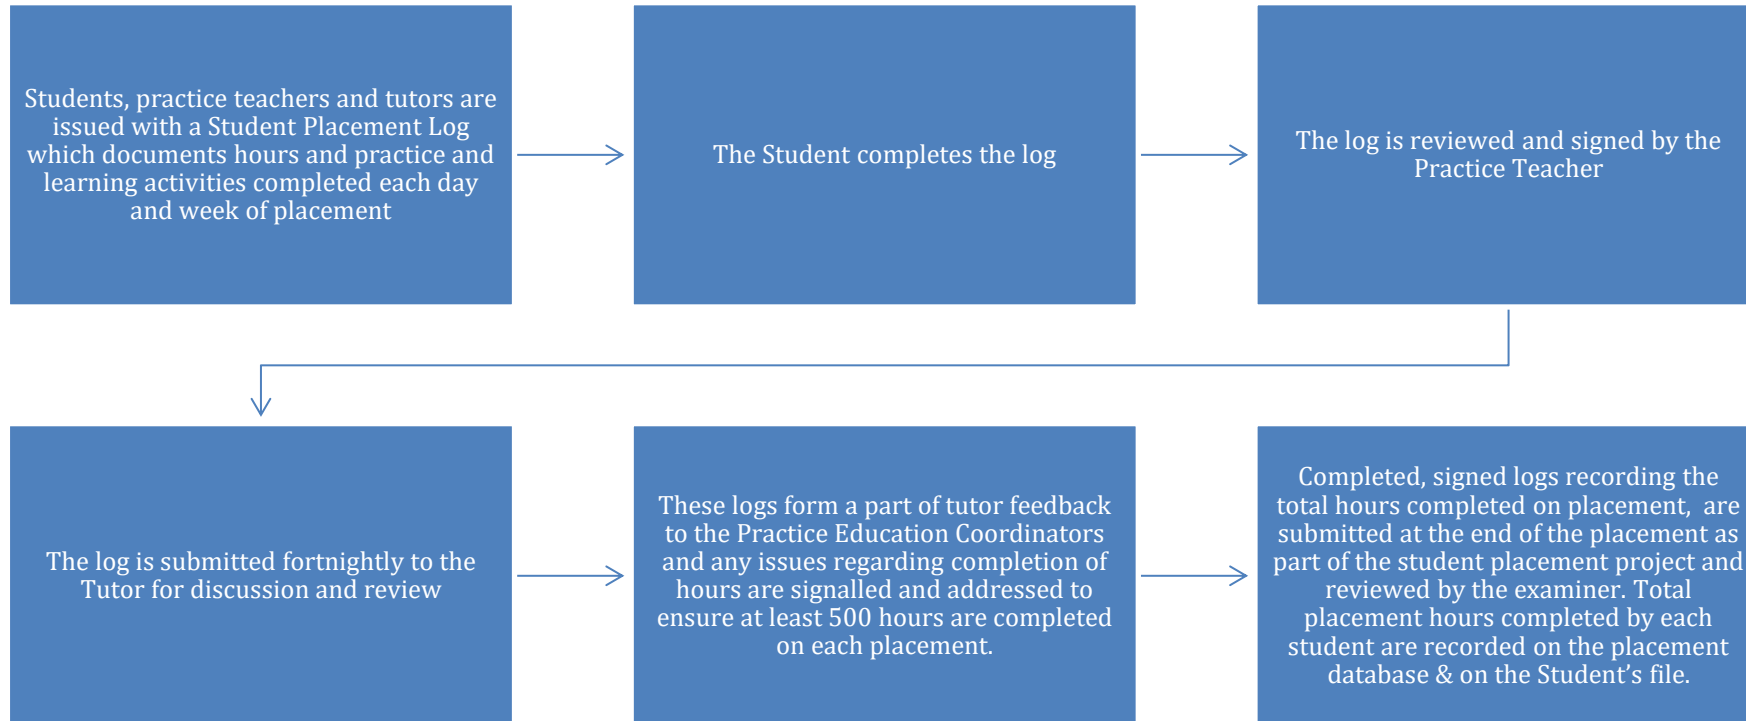 Students, practice teachers and tutors are
issued with a Student Placement Log
which documents hours and practice and
learning activities completed each day
and week of placement
The Student completes the log
The log is reviewed and signed by the
Practice Teacher
The log is submitted fortnightly to the
Tutor for discussion and review
These logs form a part of tutor feedback
to the Practice Education Coordinators
and any issues regarding completion of
hours are signalled and addressed to
ensure at least 500 hours are completed
on each placement.
Completed, signed logs recording the
total hours completed on placement,  are
submitted at the end of the placement as
part of the student placement project and
reviewed by the examiner. Total
placement hours completed by each
student are recorded on the placement
database & on the Student’s file.